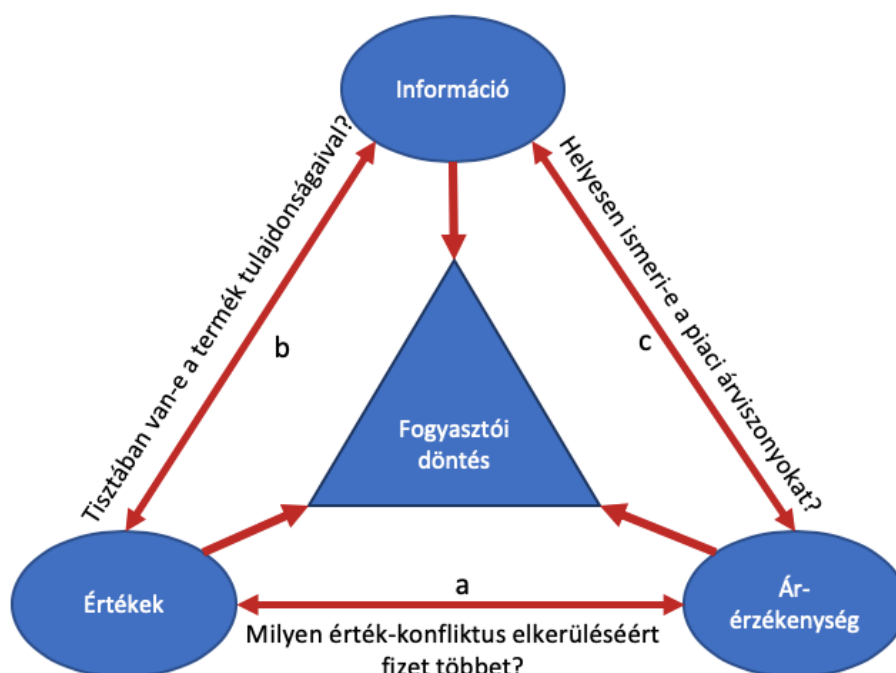 Információ
Tisztában van-e a termék tulajdonságaival?
Helyesen ismeri-e a piaci árviszonyokat?
b
c
Fogyasztói
döntés
Értékek
a
Ár-
érzékenység
Milyen érték-konfliktus elkerüléséért
fizet többet?